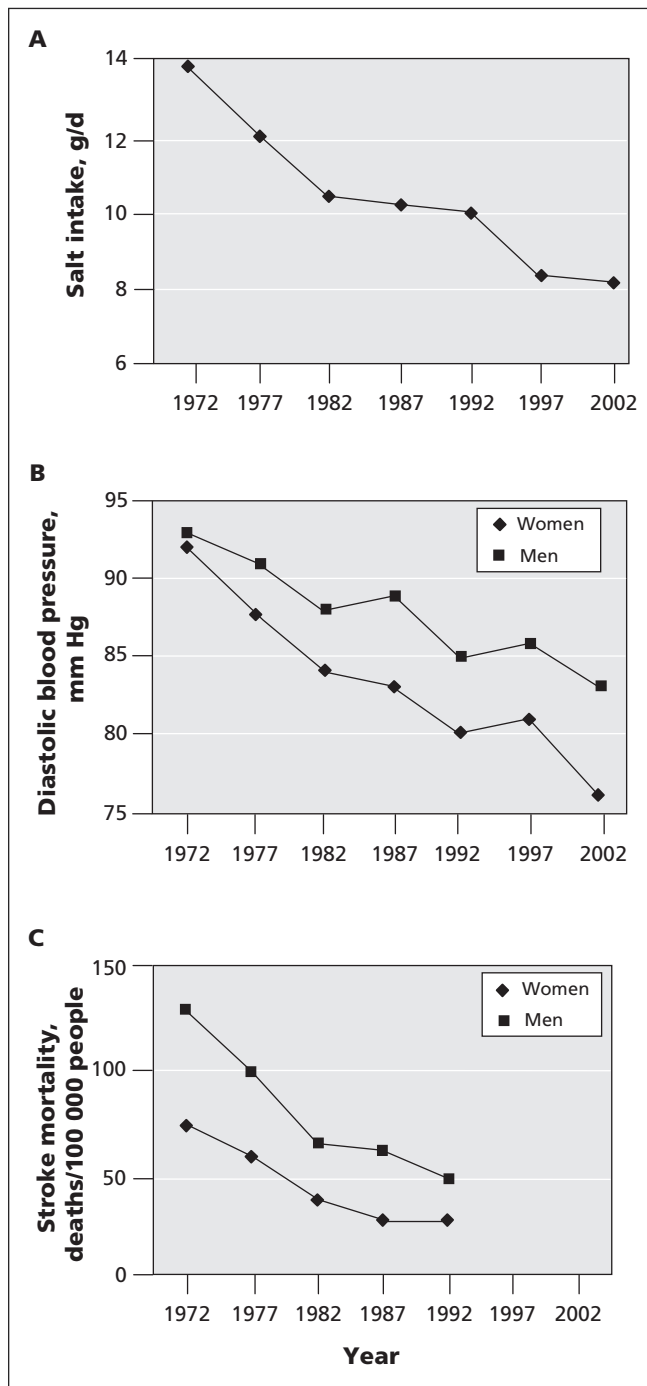 A
Salt intake, g/d
14
12
10
8
6
1972 1977 1982 1987 1992 1997 2002
B
Diastolic blood pressure,
mm Hg
95
90
85
80
75
Women
Men
1972 1977 1982 1987 1992 1997 2002
C
Stroke mortality,
deaths/100 000 people
150
100
50
0
Women
Men
1972 1977 1982 1987 1992 1997 2002
Year